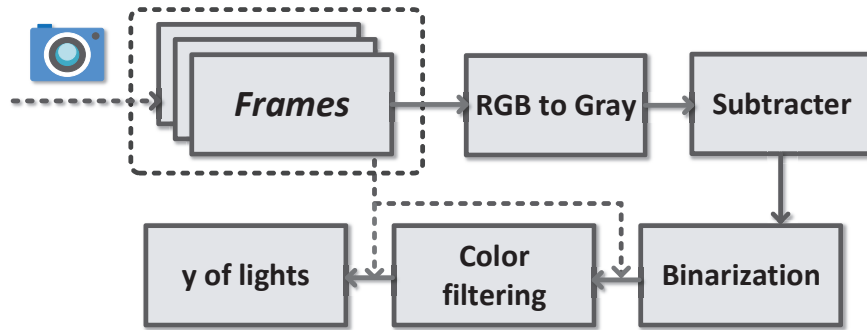 Frames
RGB to Gray
Subtracter
y of lights
Color
filtering
Binarization